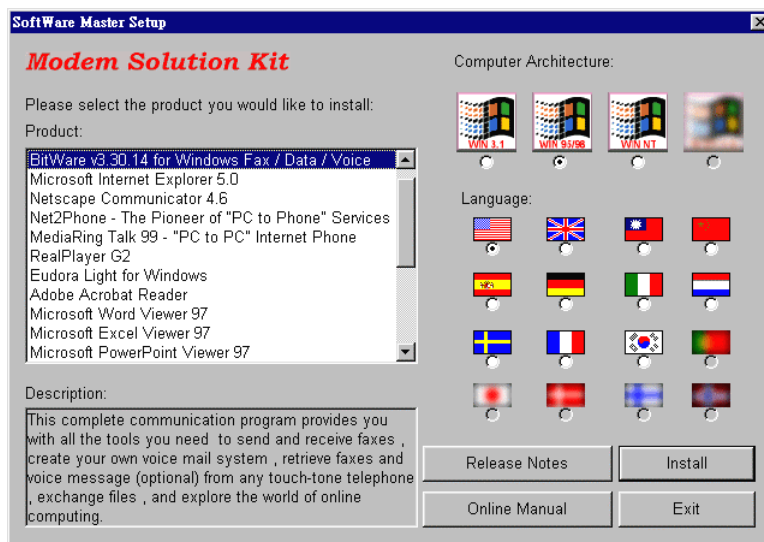 SoftWare Master Setup
Modem Solution Kit
Please select the product you would like to install:
Product:
BitWare v3.30.14 for Windows Fax / Data / Voice
Microsoft Internet Explorer 5.0
Netscape Communicator 4.6
Net2Phone - The Pioneer of "PC to Phone" Services
MediaRing Talk 99 - "PC to PC" Internet Phone
RealPlayer G2
Eudora Light for Windows
Adobe Acrobat Reader
Microsoft Word Viewer 97
Microsoft Excel Viewer 97
Microsoft PowerPoint Viewer 97
Description:
This complete communication program provides you
with all the tools you need  to send and receive faxes ,
create your own voice mail system , retrieve faxes and
voice message (optional) from any touch-tone telephone
, exchange files , and explore the world of online
computing.
Computer Architecture:
WIN 3.1
WIN 95/98
WIN NT
Language:
Release Notes
Install
Online Manual
Exit